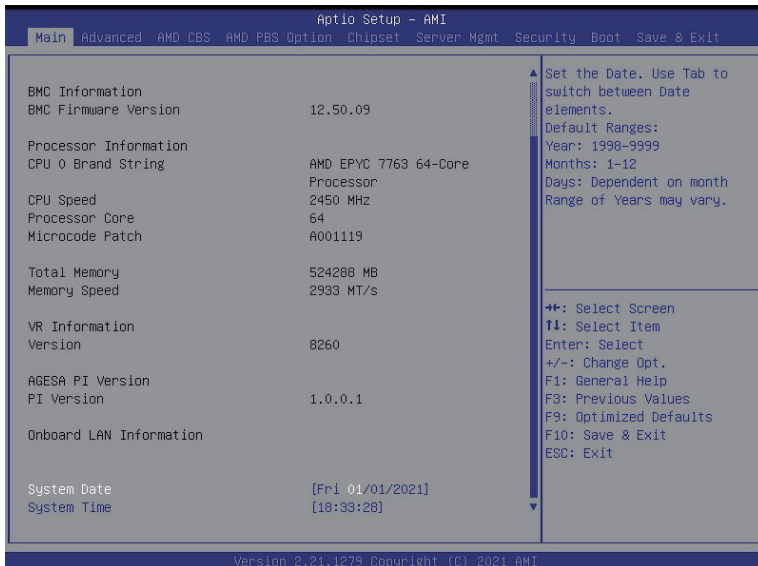 Aptio Setup - AMI
Main Advanced AMD CBS AMD PBS Option Chipset Server Mgmt Security Boot Save & Exit
BMC Information
BMC Firmware Version 12.50.09
Processor Information
CPU 0 Brand String AMD EPYC 7763 64-Core
Processor
CPU Speed 2450 MHz
Processor Core 64
Microcode Patch A001119
Total Memory 524288 MB
Memory Speed 2933 MT/s
VR Information
Version 8260
AGESA PI Version
PI Version 1.0.0.1
Onboard LAN Information
System Date [Fri 01/01/2021]
System Time [18:33:28]
Set the Date. Use Tab to
switch between Date
elements.
Default Ranges:
Year: 1998-9999
Months: 1-12
Days: Dependent on month
Range of Years may vary.
→←: Select Screen
↑↓: Select Item
Enter: Select
+/-: Change Opt.
F1: General Help
F3: Previous Values
F9: Optimized Defaults
F10: Save & Exit
ESC: Exit
Version 2.21.1279 Copyright (C) 2021 AMI